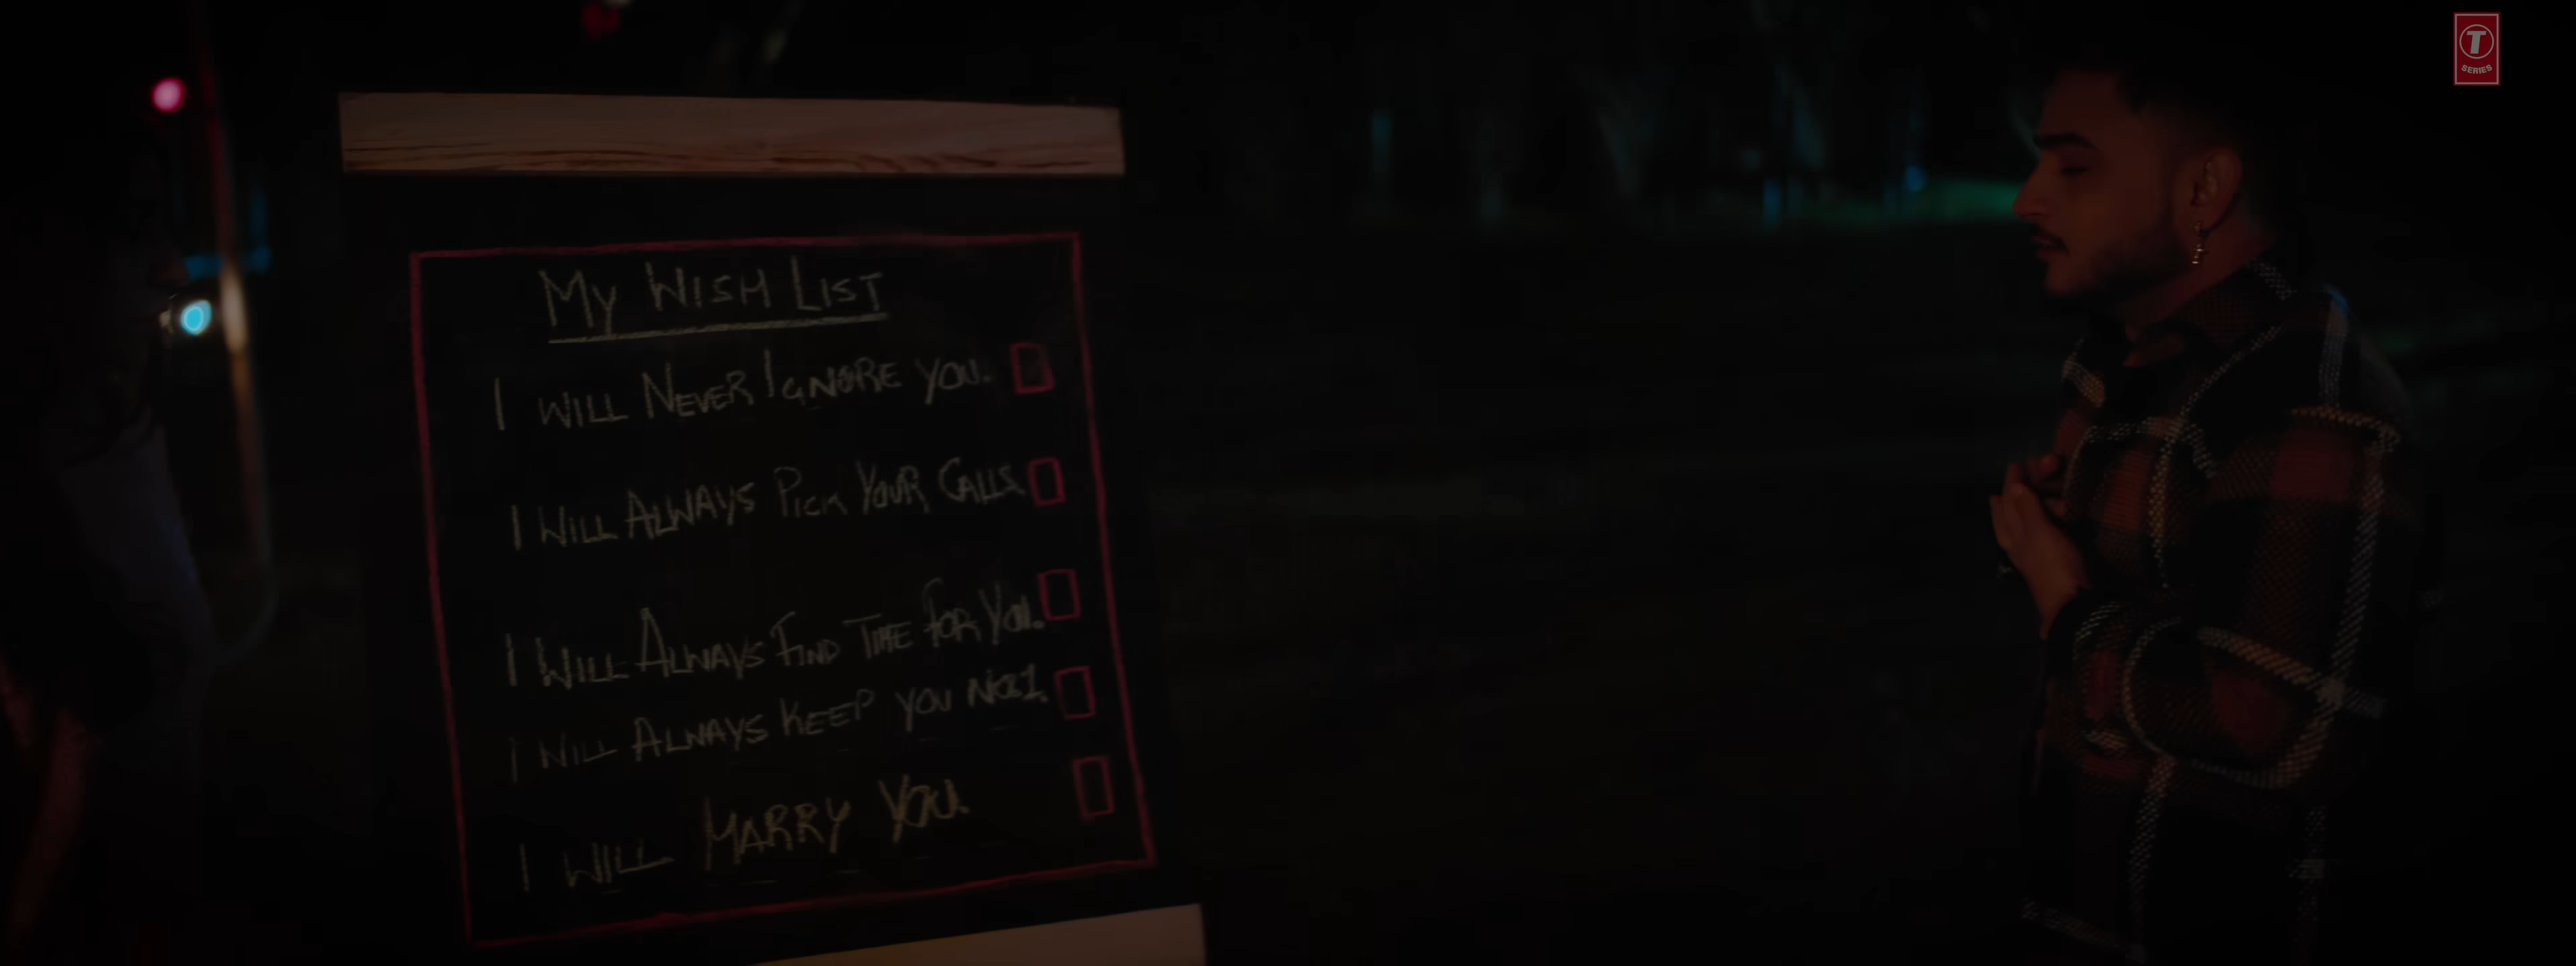 T
SERIES
My WISH LIST
I WILL NEVER IGNORE YOU.
I WILL ALWAYS PICK YOUR CALLS.
I WILL ALWAYS FIND TIME FOR YOU.
I WILL ALWAYS KEEP YOU NO.1.
I WILL MARRY YOU.